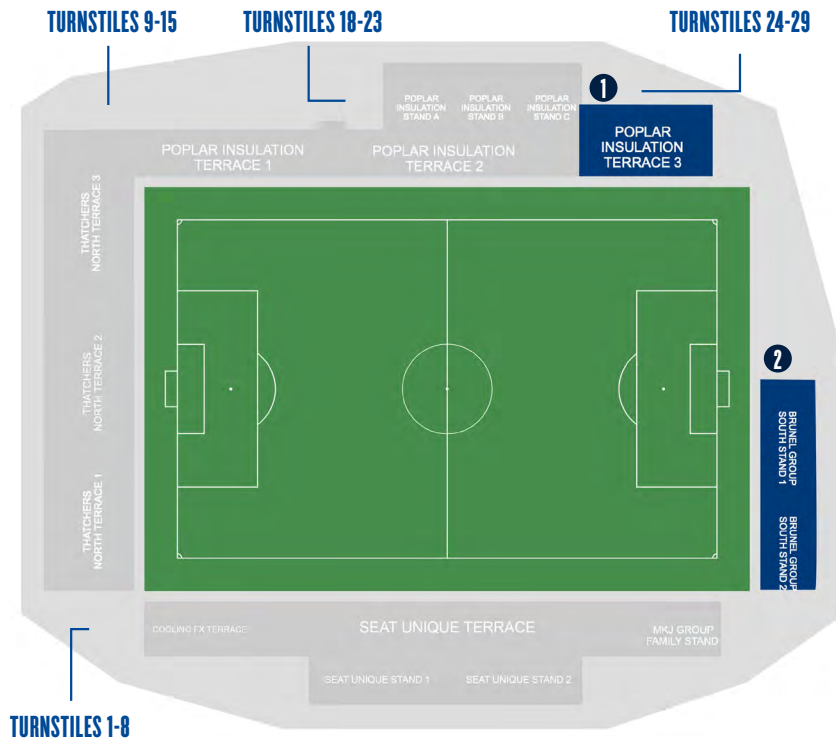 TURNSTILES 9-15
TURNSTILES 18-23
TURNSTILES 24-29
1
POPLAR
INSULATION
STAND A
POPLAR
INSULATION
STAND B
POPLAR
INSULATION
STAND C
POPLAR
INSULATION
TERRACE 3
POPLAR INSULATION
TERRACE 1
POPLAR INSULATION
TERRACE 2
THATCHERS
NORTH TERRACE 3
THATCHERS
NORTH TERRACE 2
THATCHERS
NORTH TERRACE 1
2
BRUNEL GROUP
SOUTH STAND 1
BRUNEL GROUP
SOUTH STAND 2
COOLING FX TERRACE
SEAT UNIQUE TERRACE
MKJ GROUP
FAMILY STAND
SEAT UNIQUE STAND 1
SEAT UNIQUE STAND 2
TURNSTILES 1-8